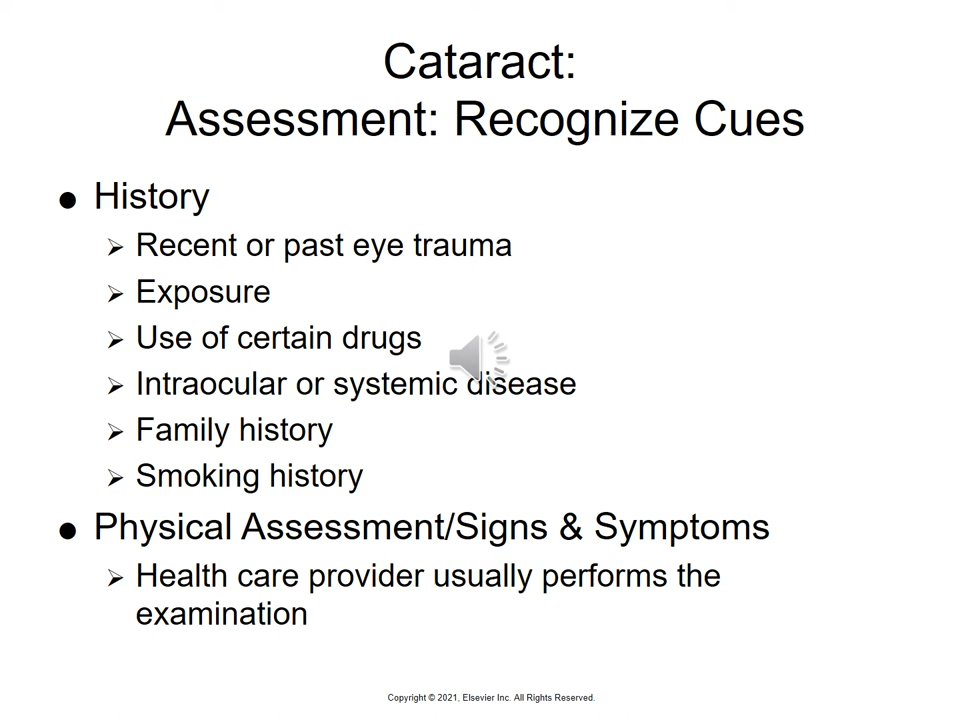 Cataract:
Assessment: Recognize Cues
● History
➢ Recent or past eye trauma
➢ Exposure
➢ Use of certain drugs
➢ Intraocular or systemic disease
➢ Family history
➢ Smoking history
● Physical Assessment/Signs & Symptoms
➢ Health care provider usually performs the
examination
Copyright © 2021, Elsevier Inc. All Rights Reserved.